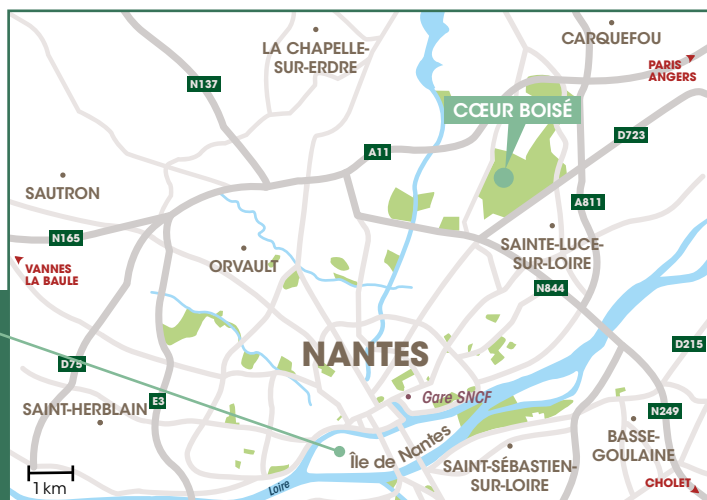 CARQUEFOU
LA CHAPELLE-
SUR-ERDRE
PARIS
ANGERS
N137
CŒUR BOISÉ
D723
A11
SAUTRON
A811
N165
SAINTE-LUCE-
SUR-LOIRE
ORVAULT
VANNES
LA BAULE
N844
D215
NANTES
D75
Gare SNCF
E3
SAINT-HERBLAIN
N249
BASSE-
GOULAINE
Île de Nantes
SAINT-SÉBASTIEN-
SUR-LOIRE
CHOLET
Loire
1 km